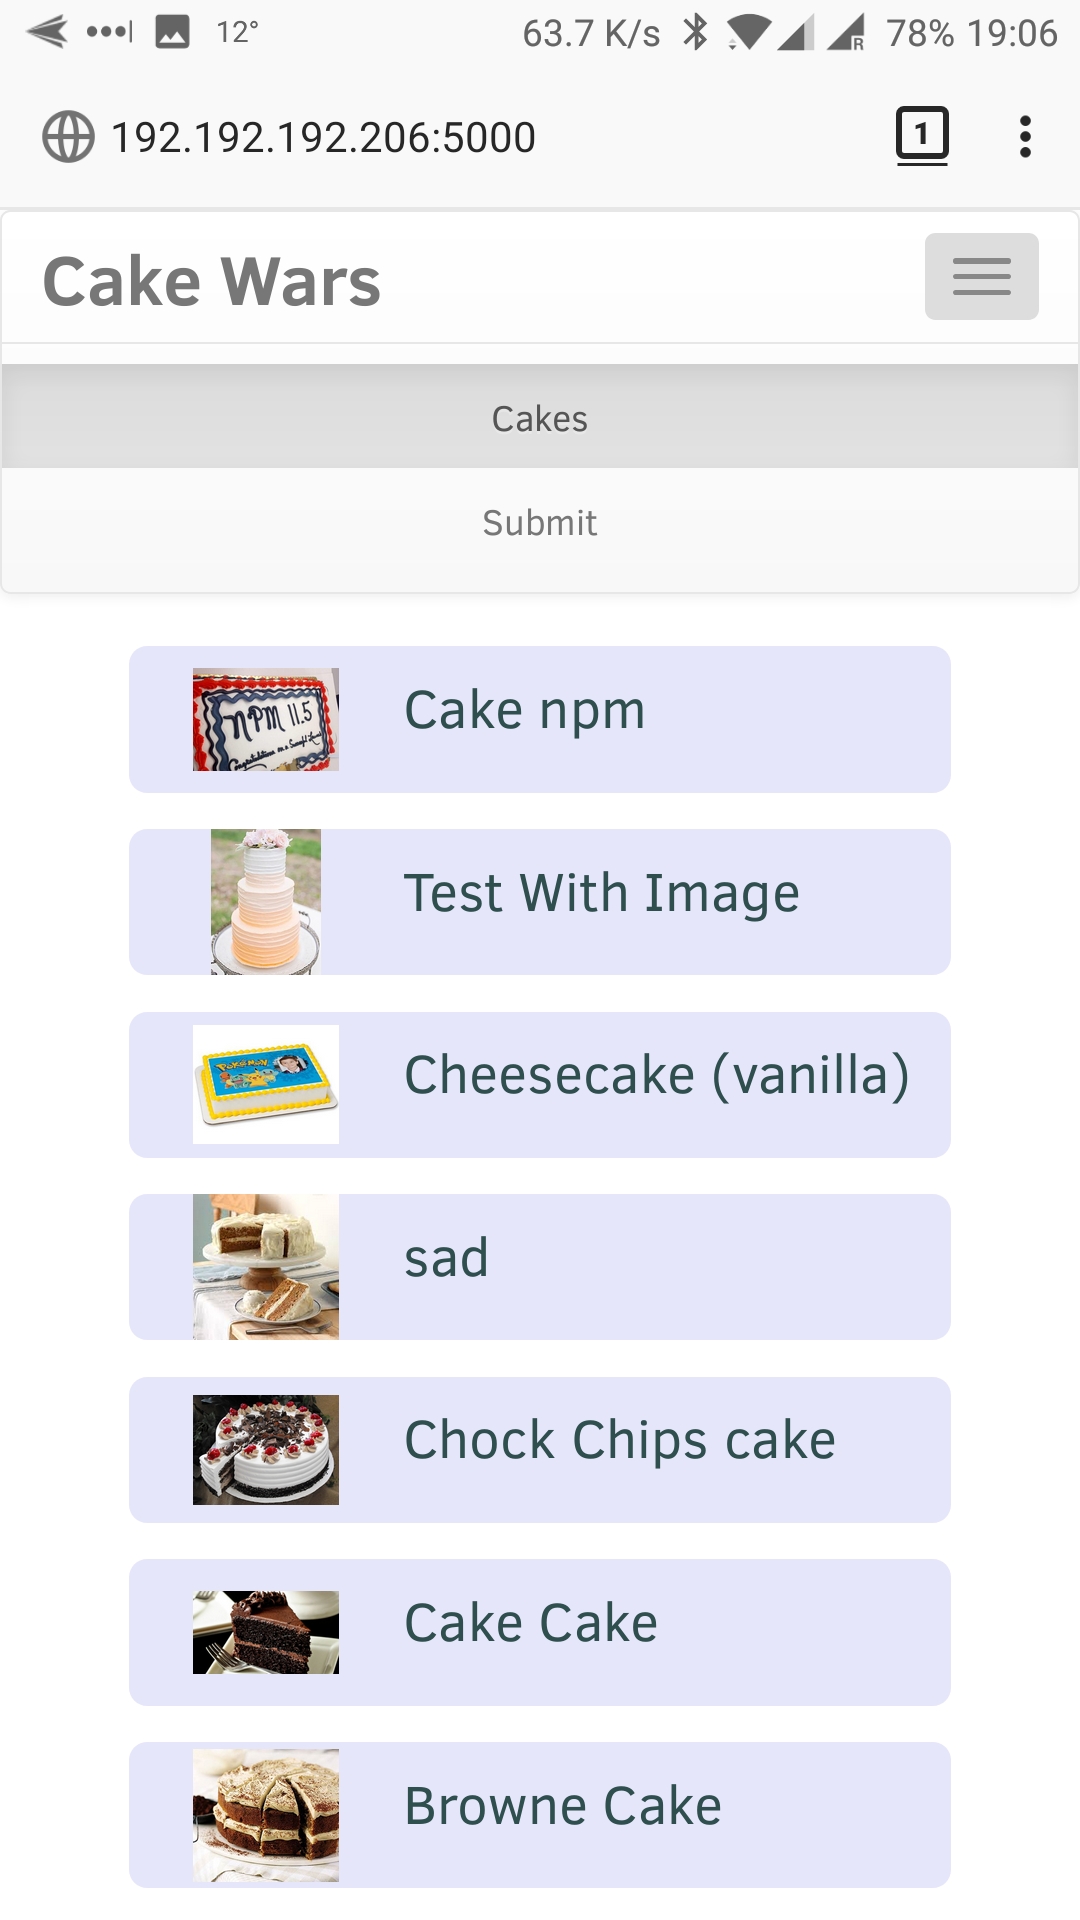 12°
63.7 K/s
78% 19:06
192.192.192.206:5000
1
Cake Wars
Cakes
Submit
NPM 11.5
Cake npm
Test With Image
POKéMON
Cheesecake (vanilla)
sad
Chock Chips cake
Cake Cake
Browne Cake